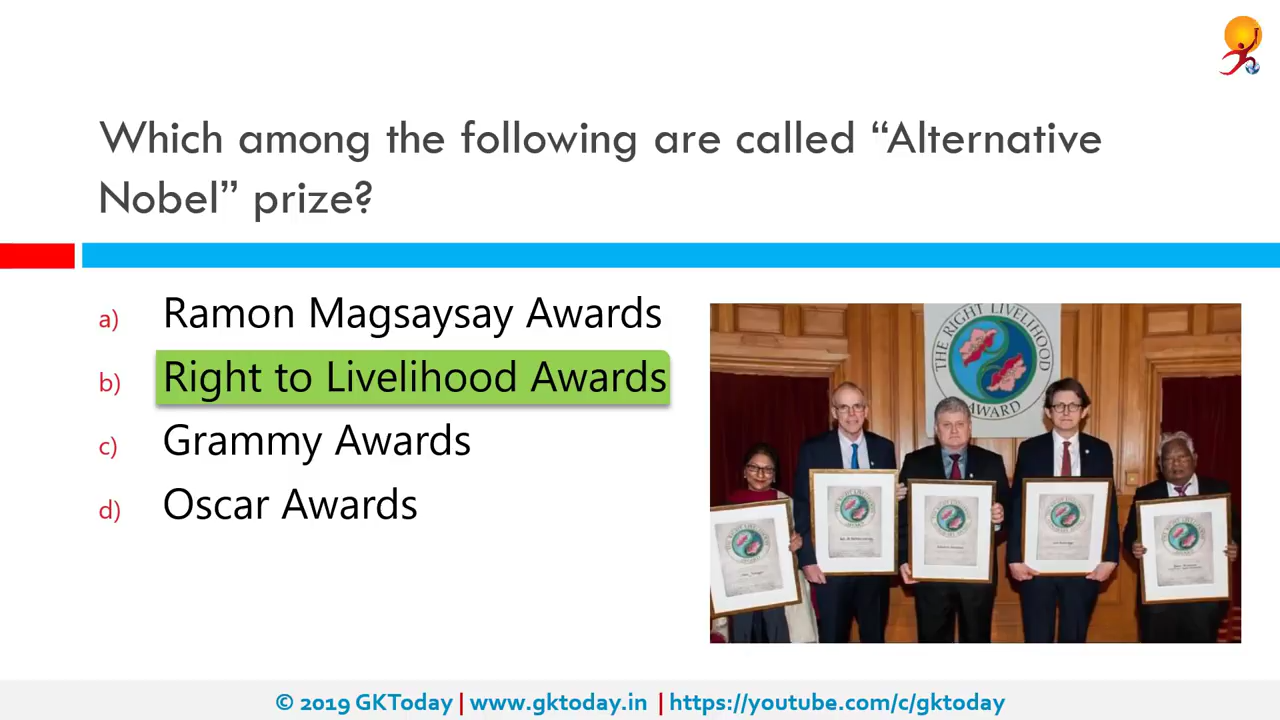 Which among the following are called “Alternative
Nobel” prize?
a) Ramon Magsaysay Awards
b) Right to Livelihood Awards
c) Grammy Awards
d) Oscar Awards
THE RIGHT LIVELIHOOD
AWARD
© 2019 GKToday | www.gktoday.in | https://youtube.com/c/gktoday